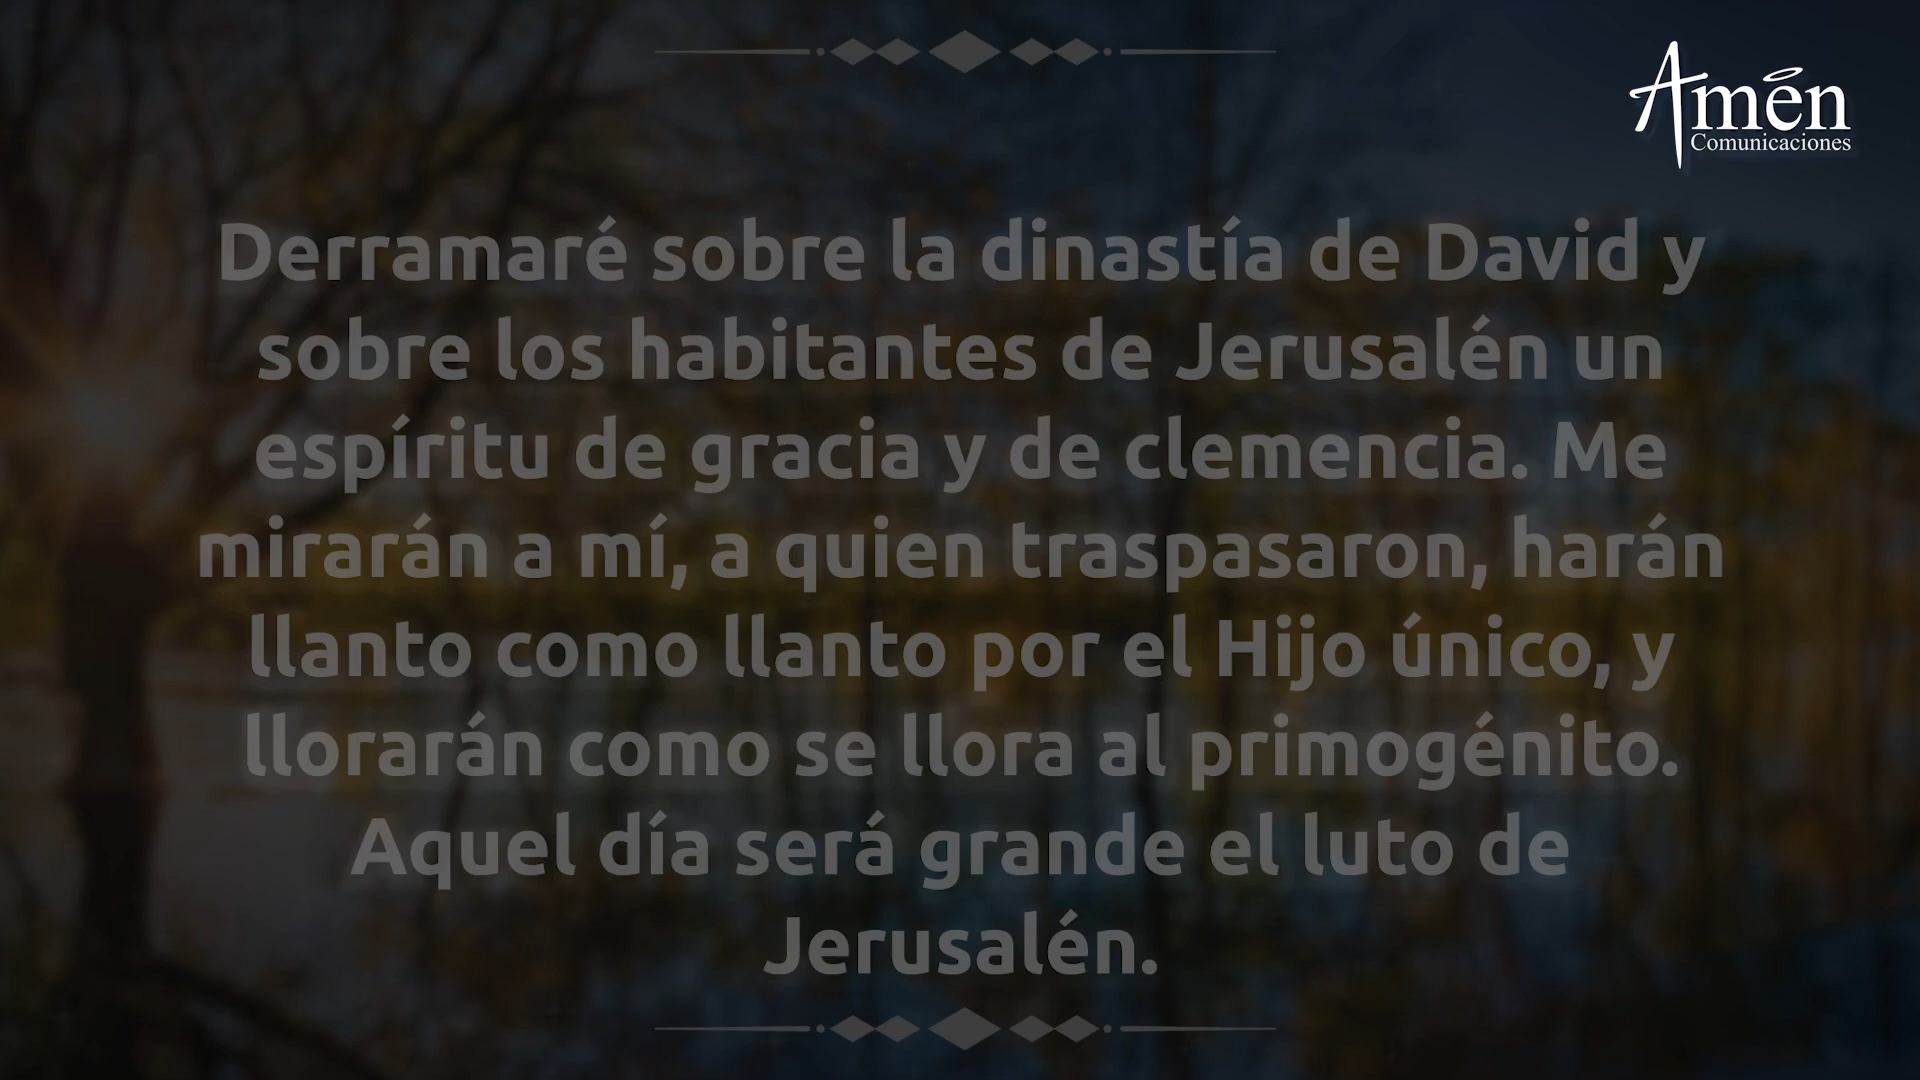 Amén
Comunicaciones
Derramaré sobre la dinastía de David y
sobre los habitantes de Jerusalén un
espíritu de gracia y de clemencia. Me
mirarán a mí, a quien traspasaron, harán
llanto como llanto por el Hijo único, y
llorarán como se llora al primogénito.
Aquel día será grande el luto de
Jerusalén.